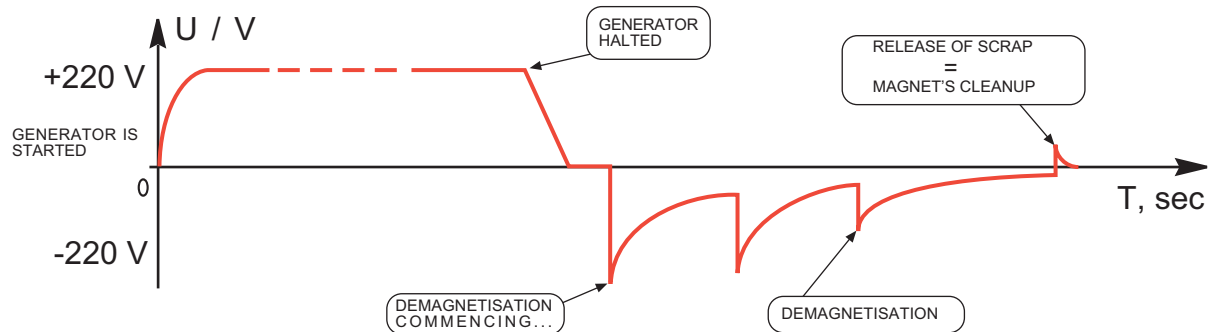 U / V
GENERATOR
HALTED
RELEASE OF SCRAP
=
MAGNET'S CLEANUP
+220 V
GENERATOR IS
STARTED
0
T, sec
-220 V
DEMAGNETISATION
COMMENCING...
DEMAGNETISATION